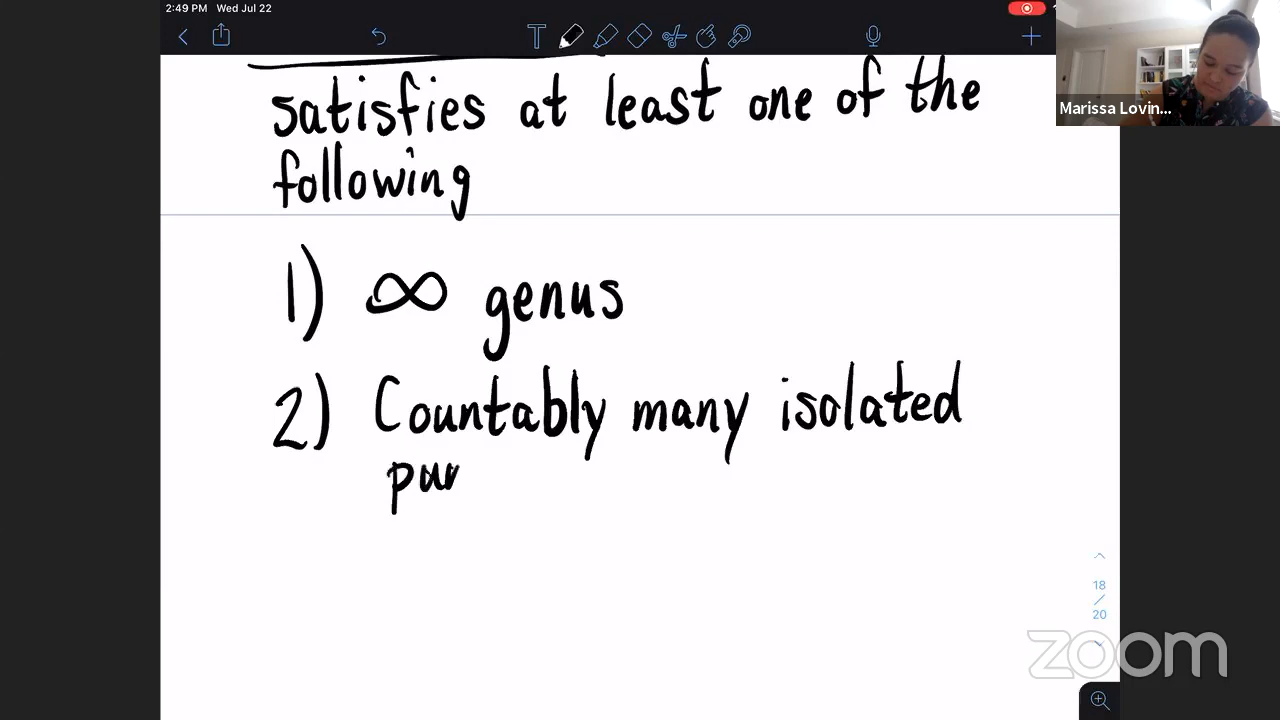 2:49 PM Wed Jul 22
Marissa Lovin...
satisfies at least one of the
following
1) ∞ genus
2) Countably many isolated
pun
18
/
20
zoom